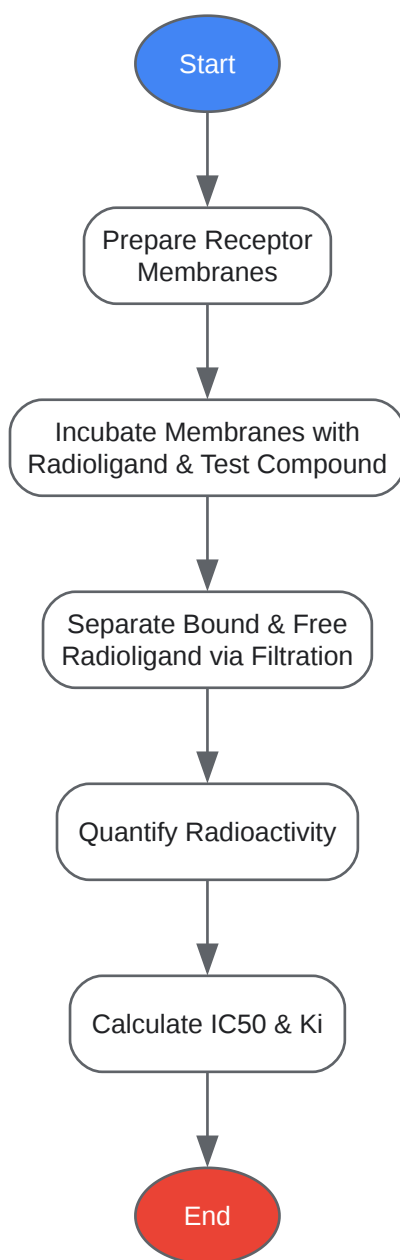 Start
Prepare Receptor
Membranes
Incubate Membranes with
Radioligand & Test Compound
Separate Bound & Free
Radioligand via Filtration
Quantify Radioactivity
Calculate IC50 & Ki
End